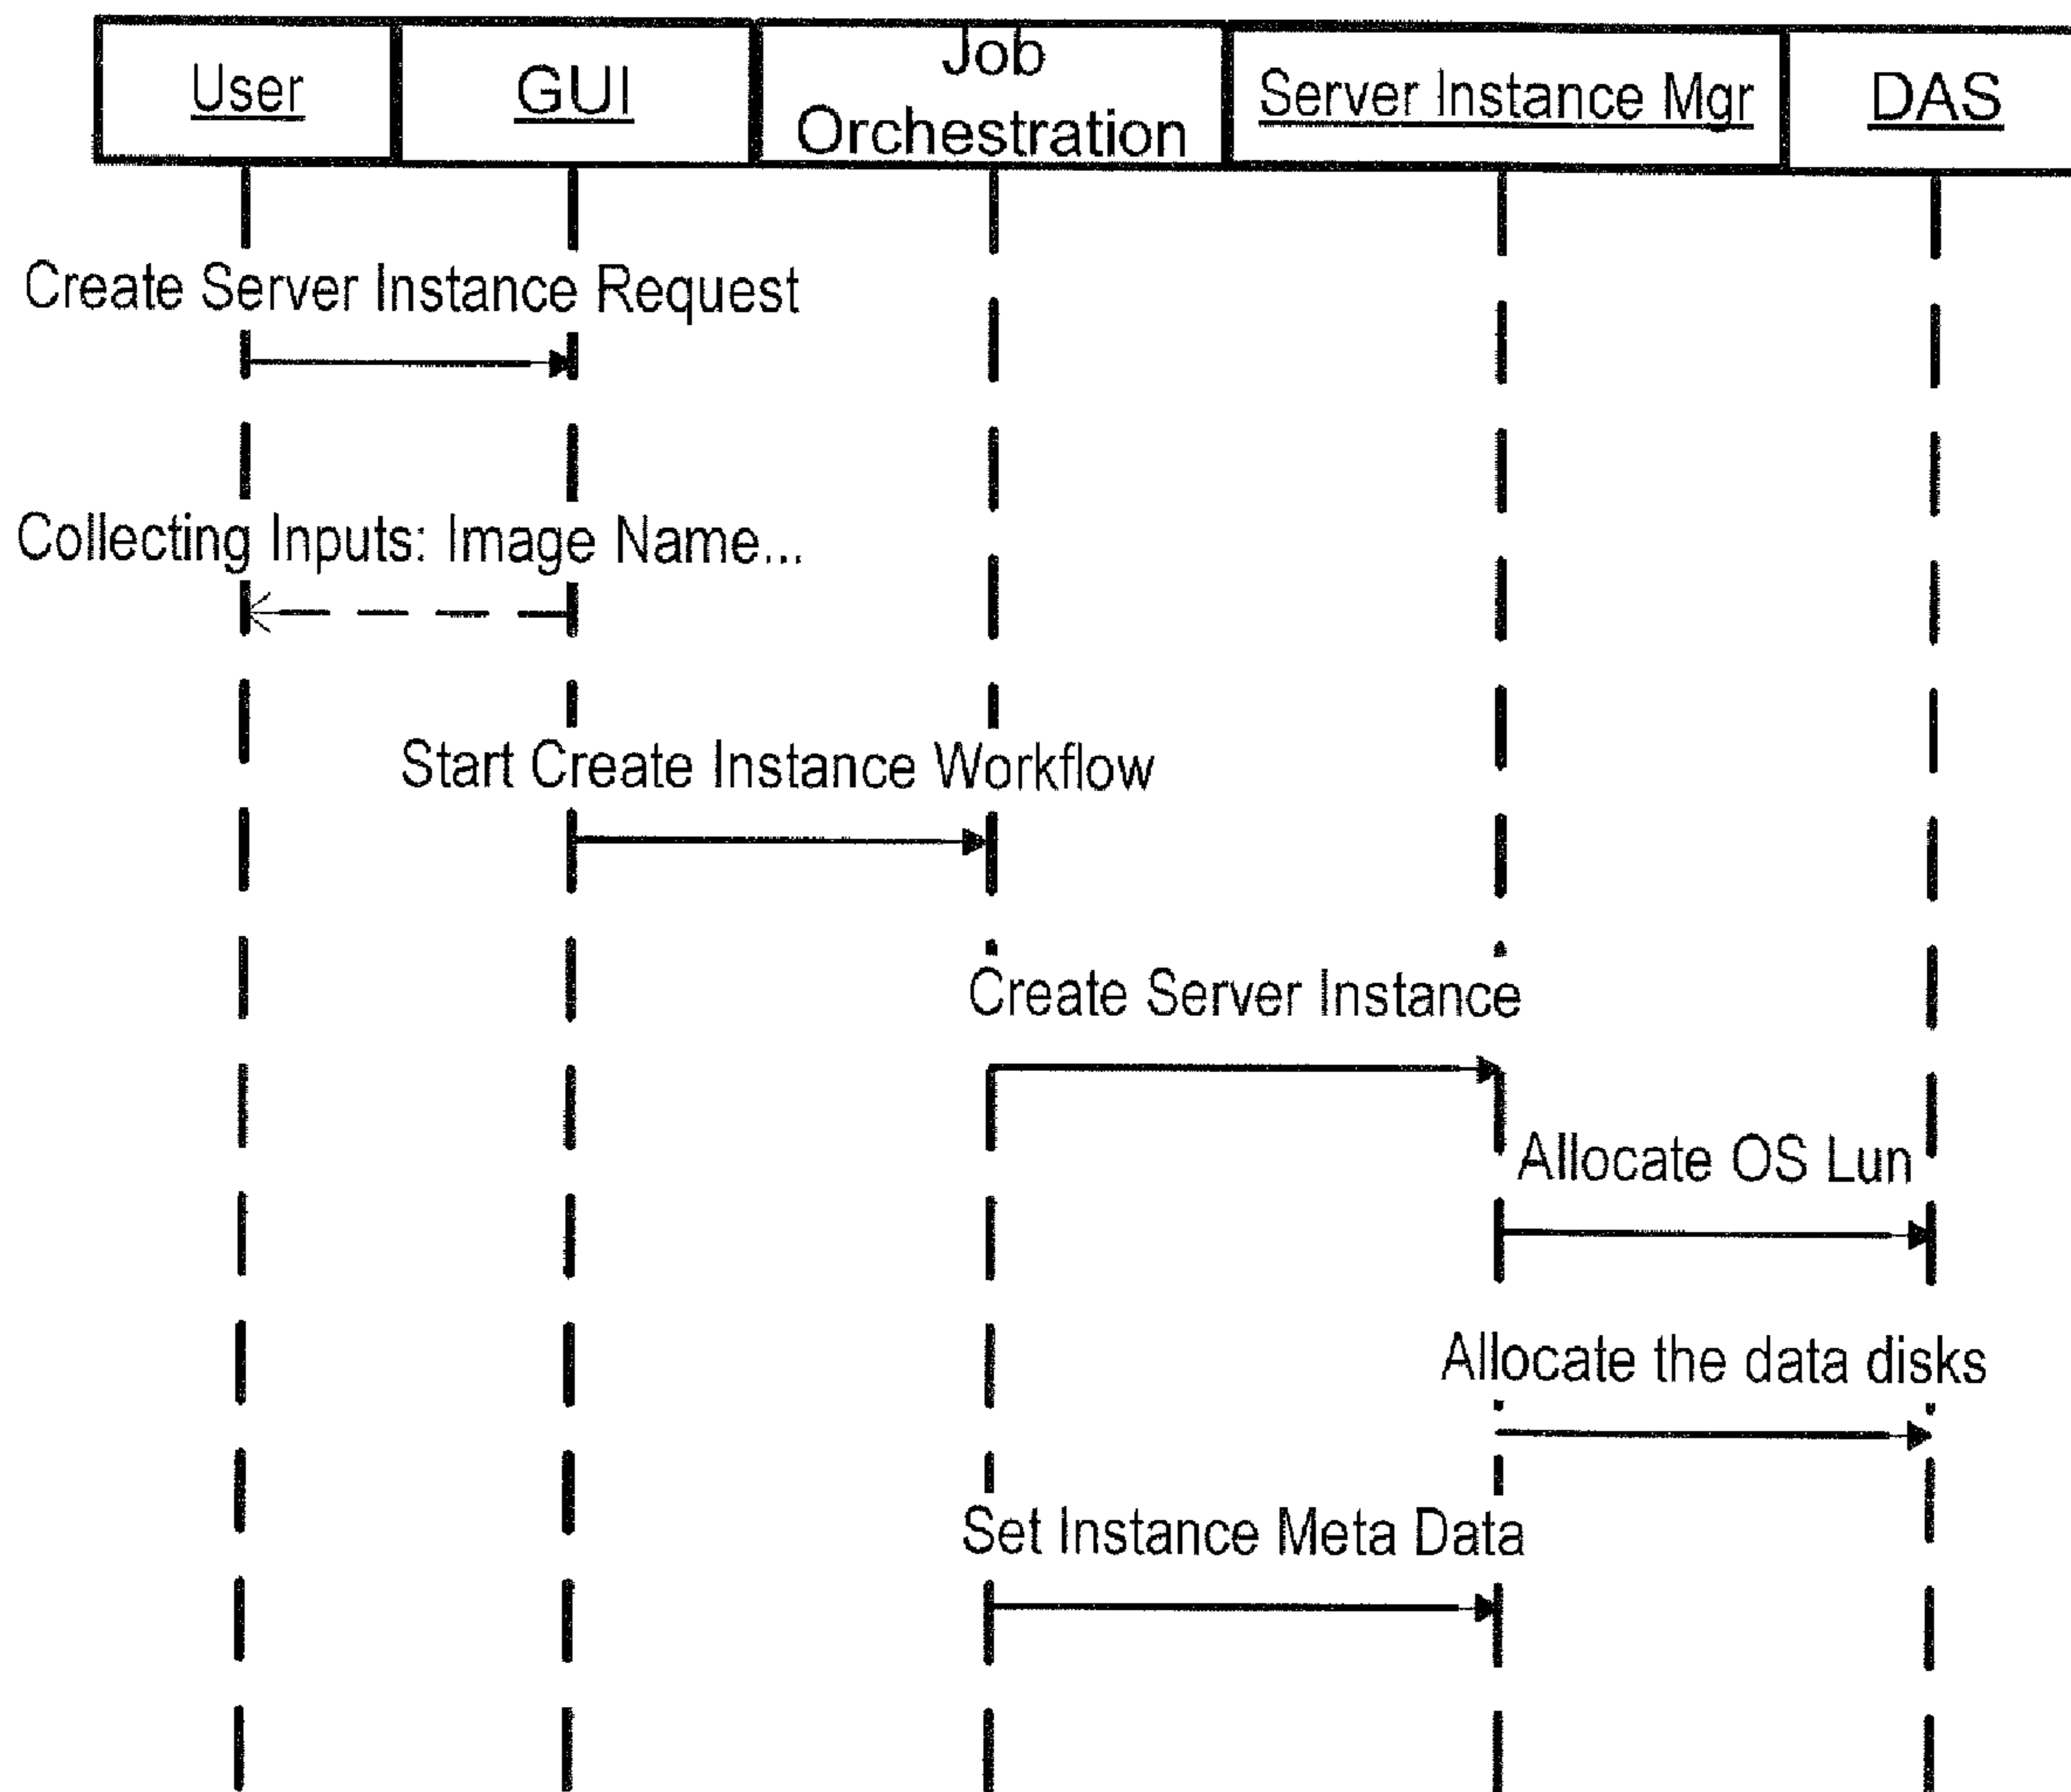 User
GUI
Job
Orchestration
Server Instance Mgr
DAS
Create Server Instance Request
Collecting Inputs: Image Name...
Start Create Instance Workflow
Create Server Instance
Allocate OS Lun
Allocate the data disks
Set Instance Meta Data